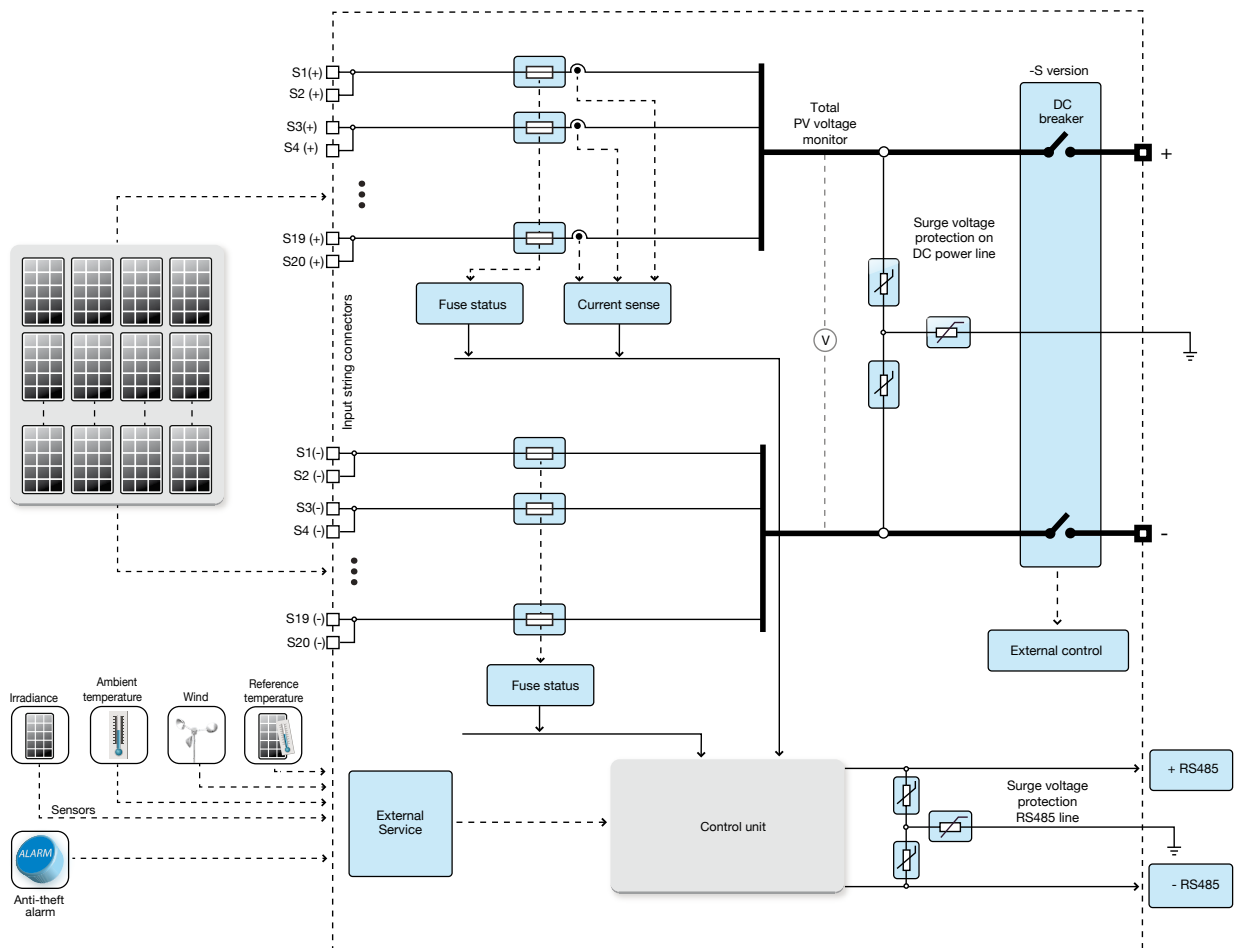 S1(+)
S2 (+)
S3(+)
S4 (+)
S19 (+)
S20 (+)
-S version
DC
breaker
Total
PV voltage
monitor
+
Surge voltage
protection on
DC power line
Fuse status
Current sense
V
Input string connectors
S1(-)
S2 (-)
S3(-)
S4 (-)
S19 (-)
S20 (-)
-
External control
Fuse status
Irradiance
Ambient
temperature
Wind
Reference
temperature
Sensors
ALARM
Anti-theft
alarm
External
Service
Control unit
Surge voltage
protection
RS485 line
+ RS485
- RS485